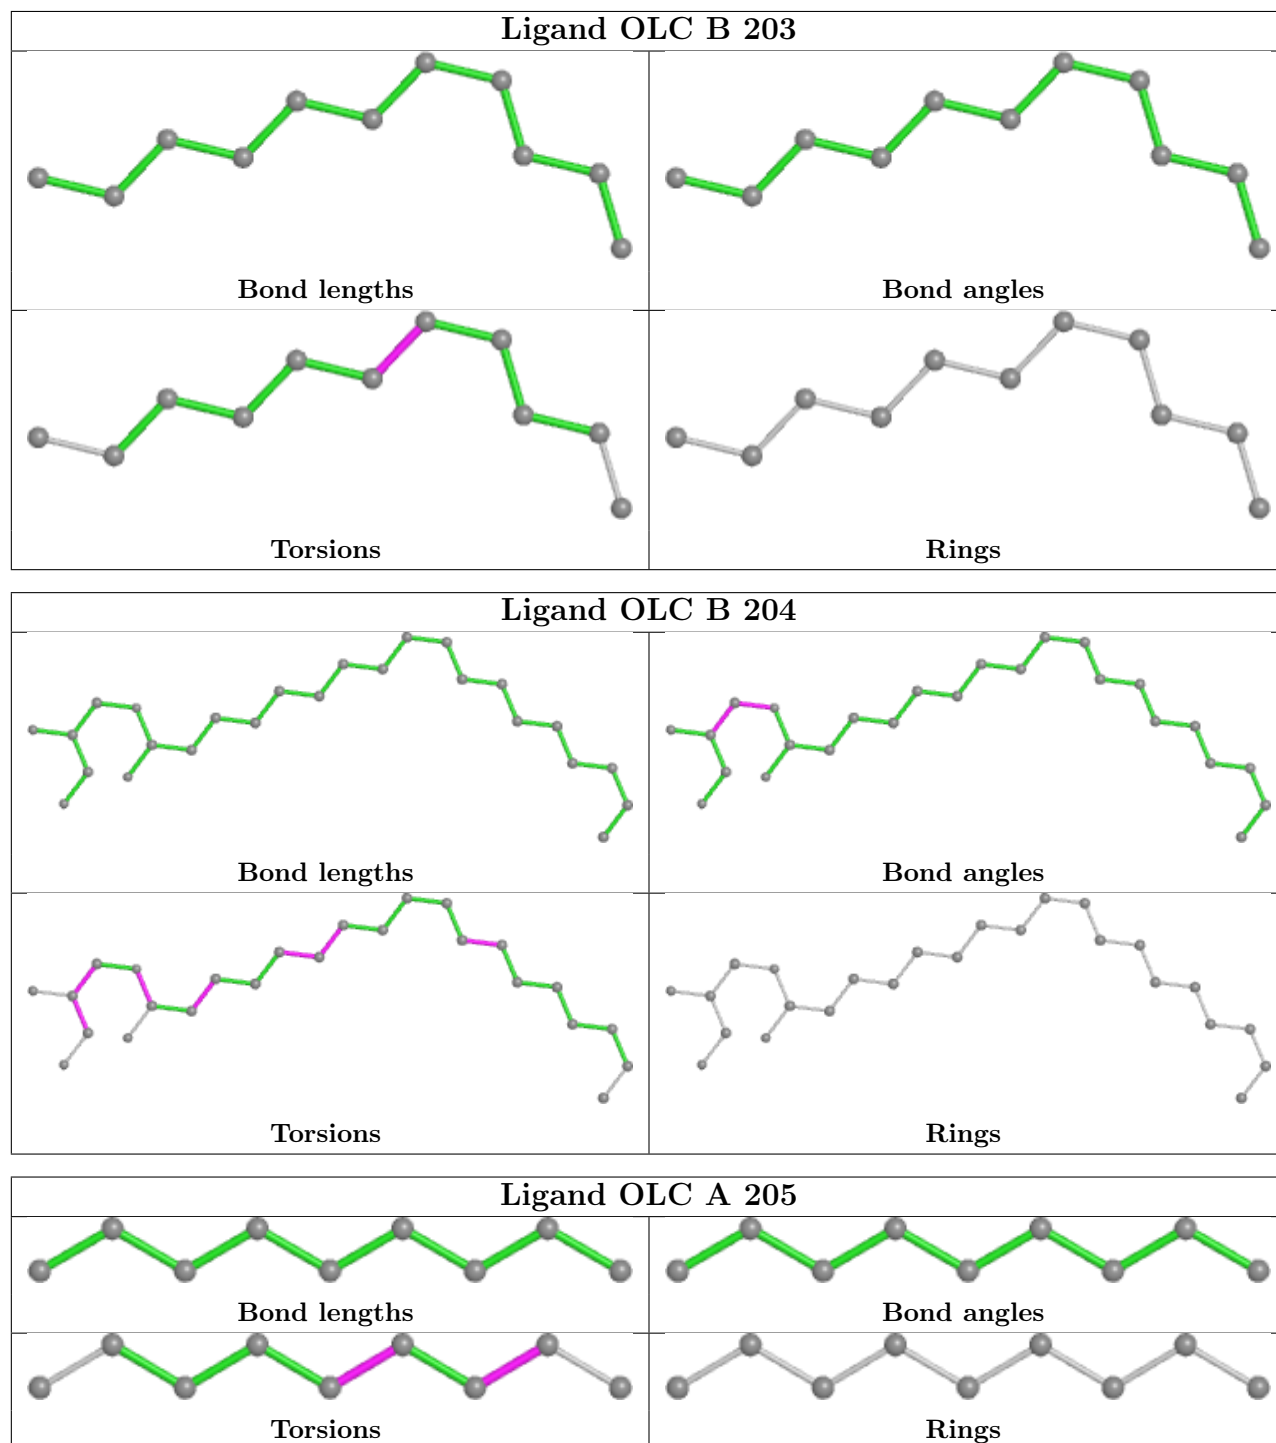 Ligand OLC B 203
Bond lengths
Bond angles
Torsions
Rings
Ligand OLC B 204
Bond lengths
Bond angles
Torsions
Rings
Ligand OLC A 205
Bond lengths
Bond angles
Torsions
Rings